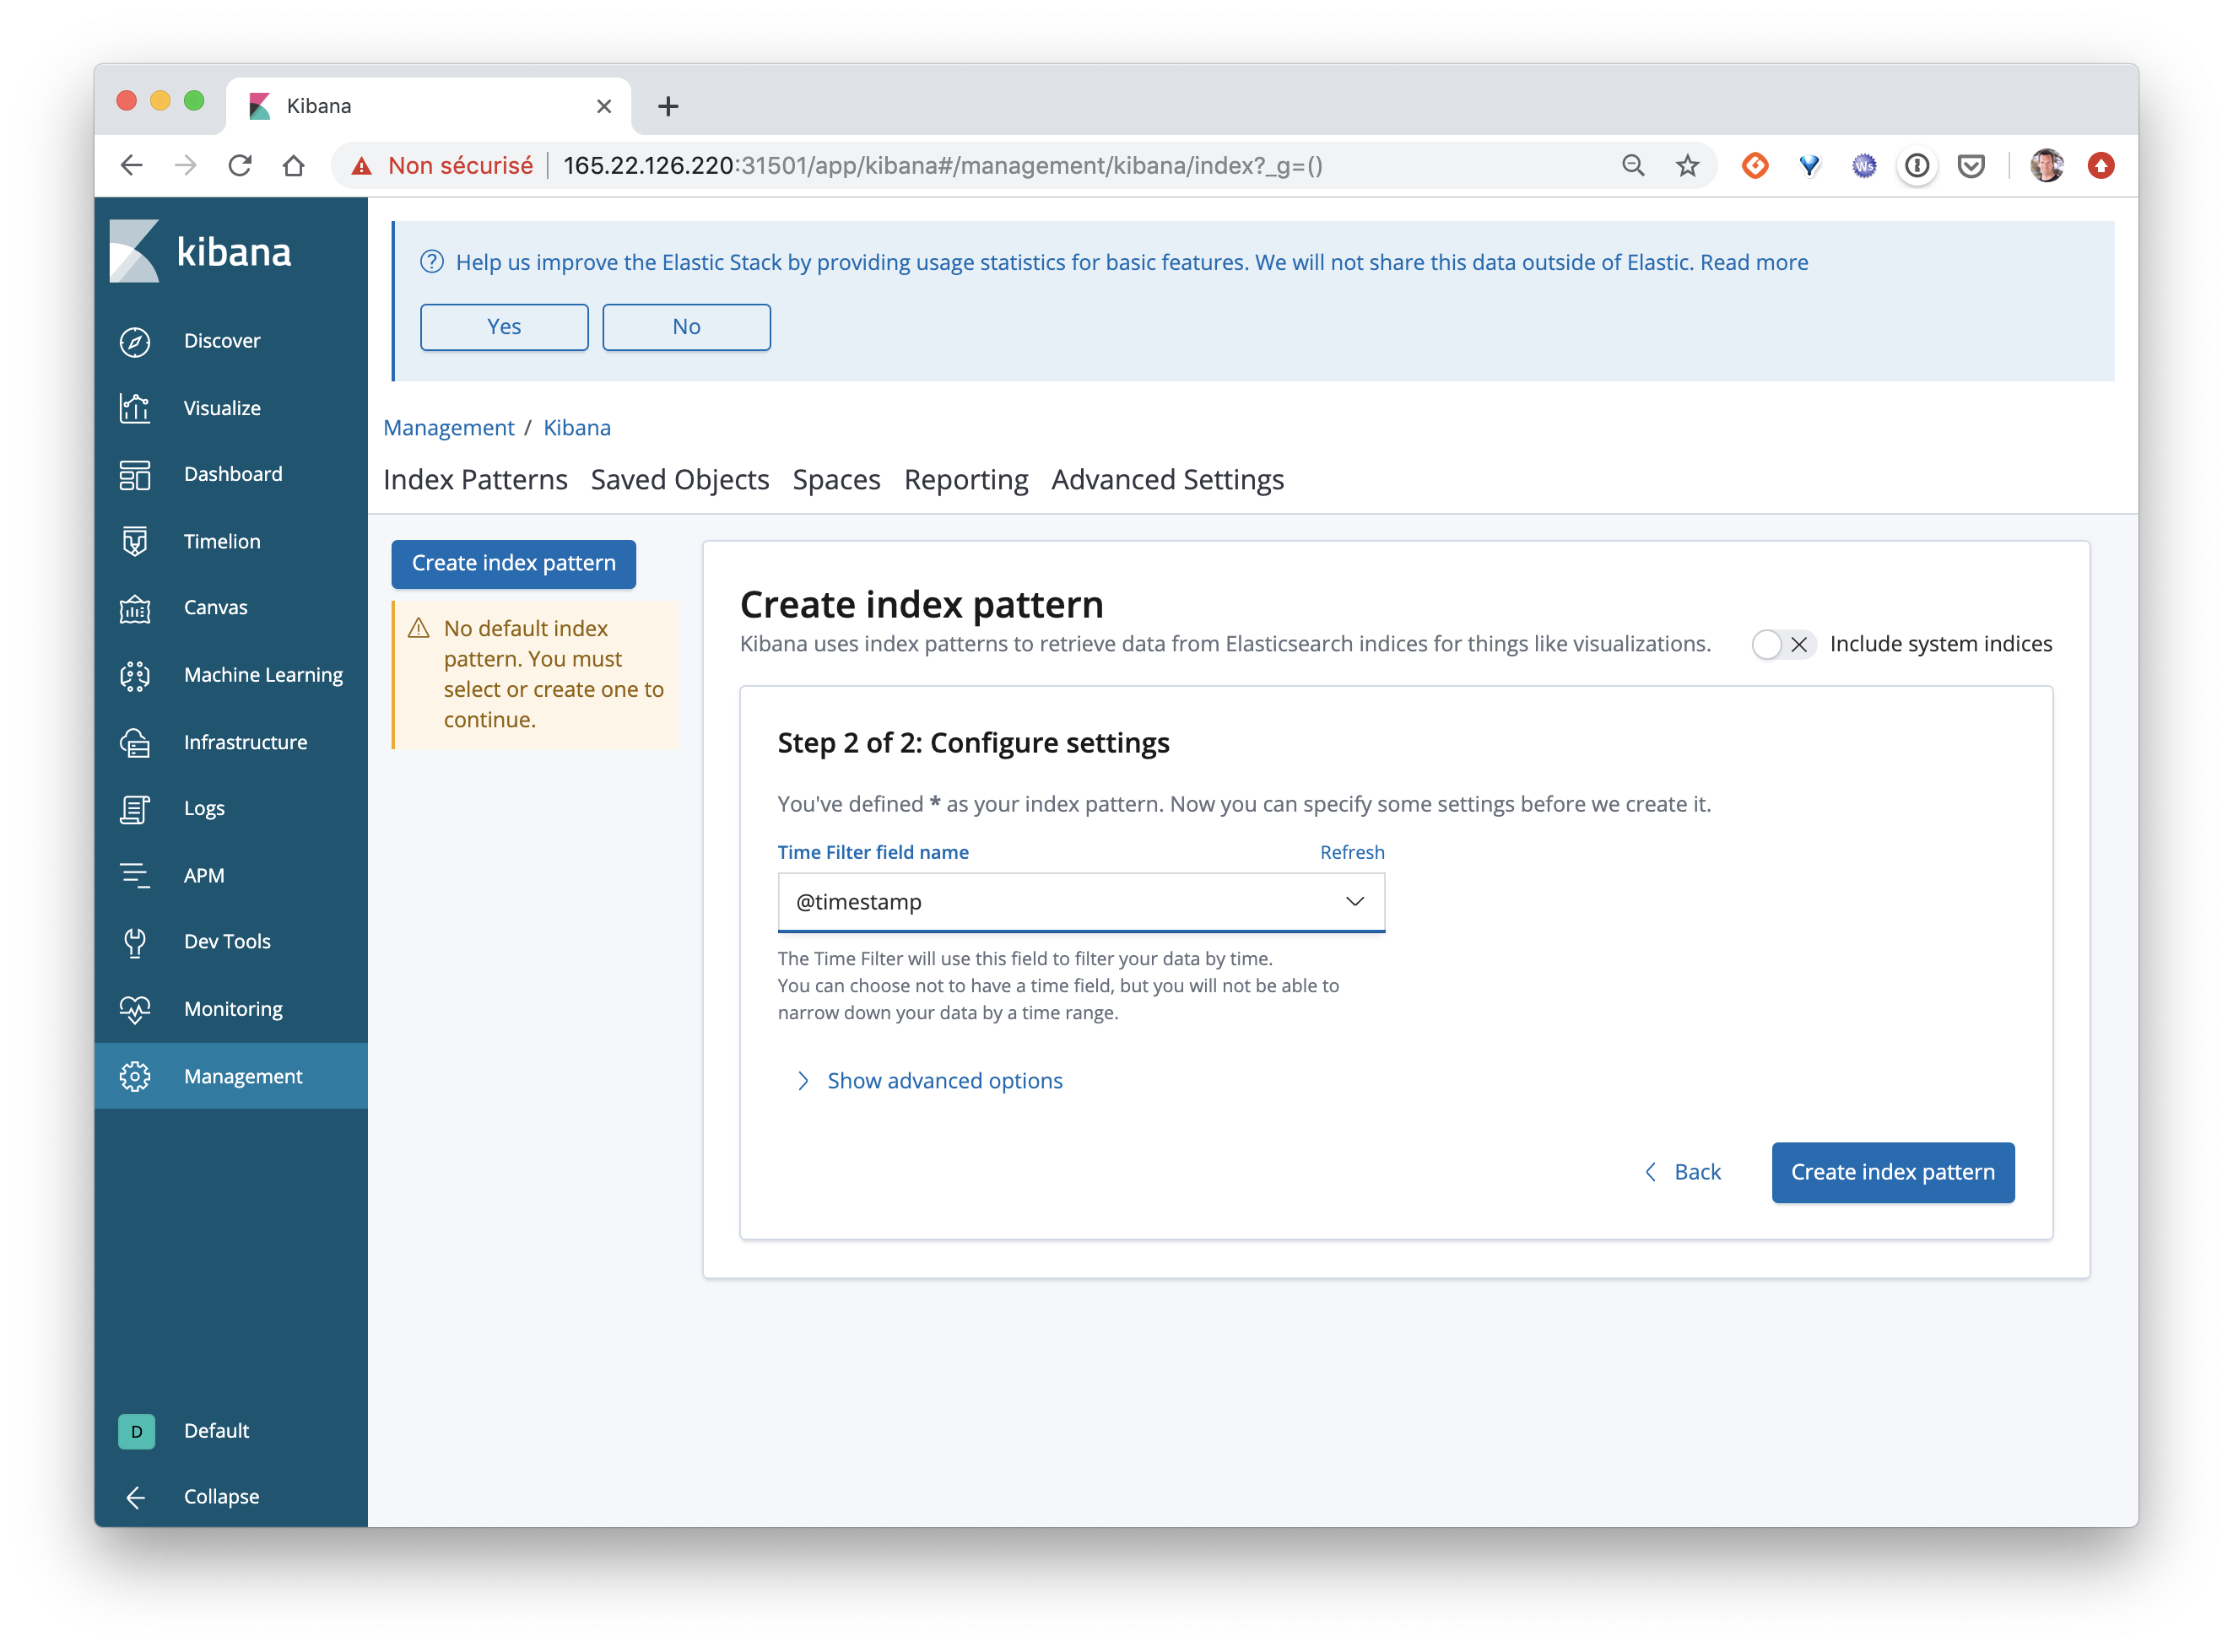 Kibana
Non sécurisé
165.22.126.220:31501/app/kibana#/management/kibana/index?_g=()
kibana
Discover
Visualize
Dashboard
Timelion
Canvas
Machine Learning
Infrastructure
Logs
APM
Dev Tools
Monitoring
Management
D Default
Collapse
Help us improve the Elastic Stack by providing usage statistics for basic features. We will not share this data outside of Elastic. Read more
Yes No
Management / Kibana
Index Patterns Saved Objects Spaces Reporting Advanced Settings
Create index pattern
No default index
pattern. You must
select or create one to
continue.
Create index pattern
Kibana uses index patterns to retrieve data from Elasticsearch indices for things like visualizations.
Include system indices
Step 2 of 2: Configure settings
You've defined * as your index pattern. Now you can specify some settings before we create it.
Time Filter field name Refresh
@timestamp
The Time Filter will use this field to filter your data by time.
You can choose not to have a time field, but you will not be able to
narrow down your data by a time range.
Show advanced options
Back Create index pattern